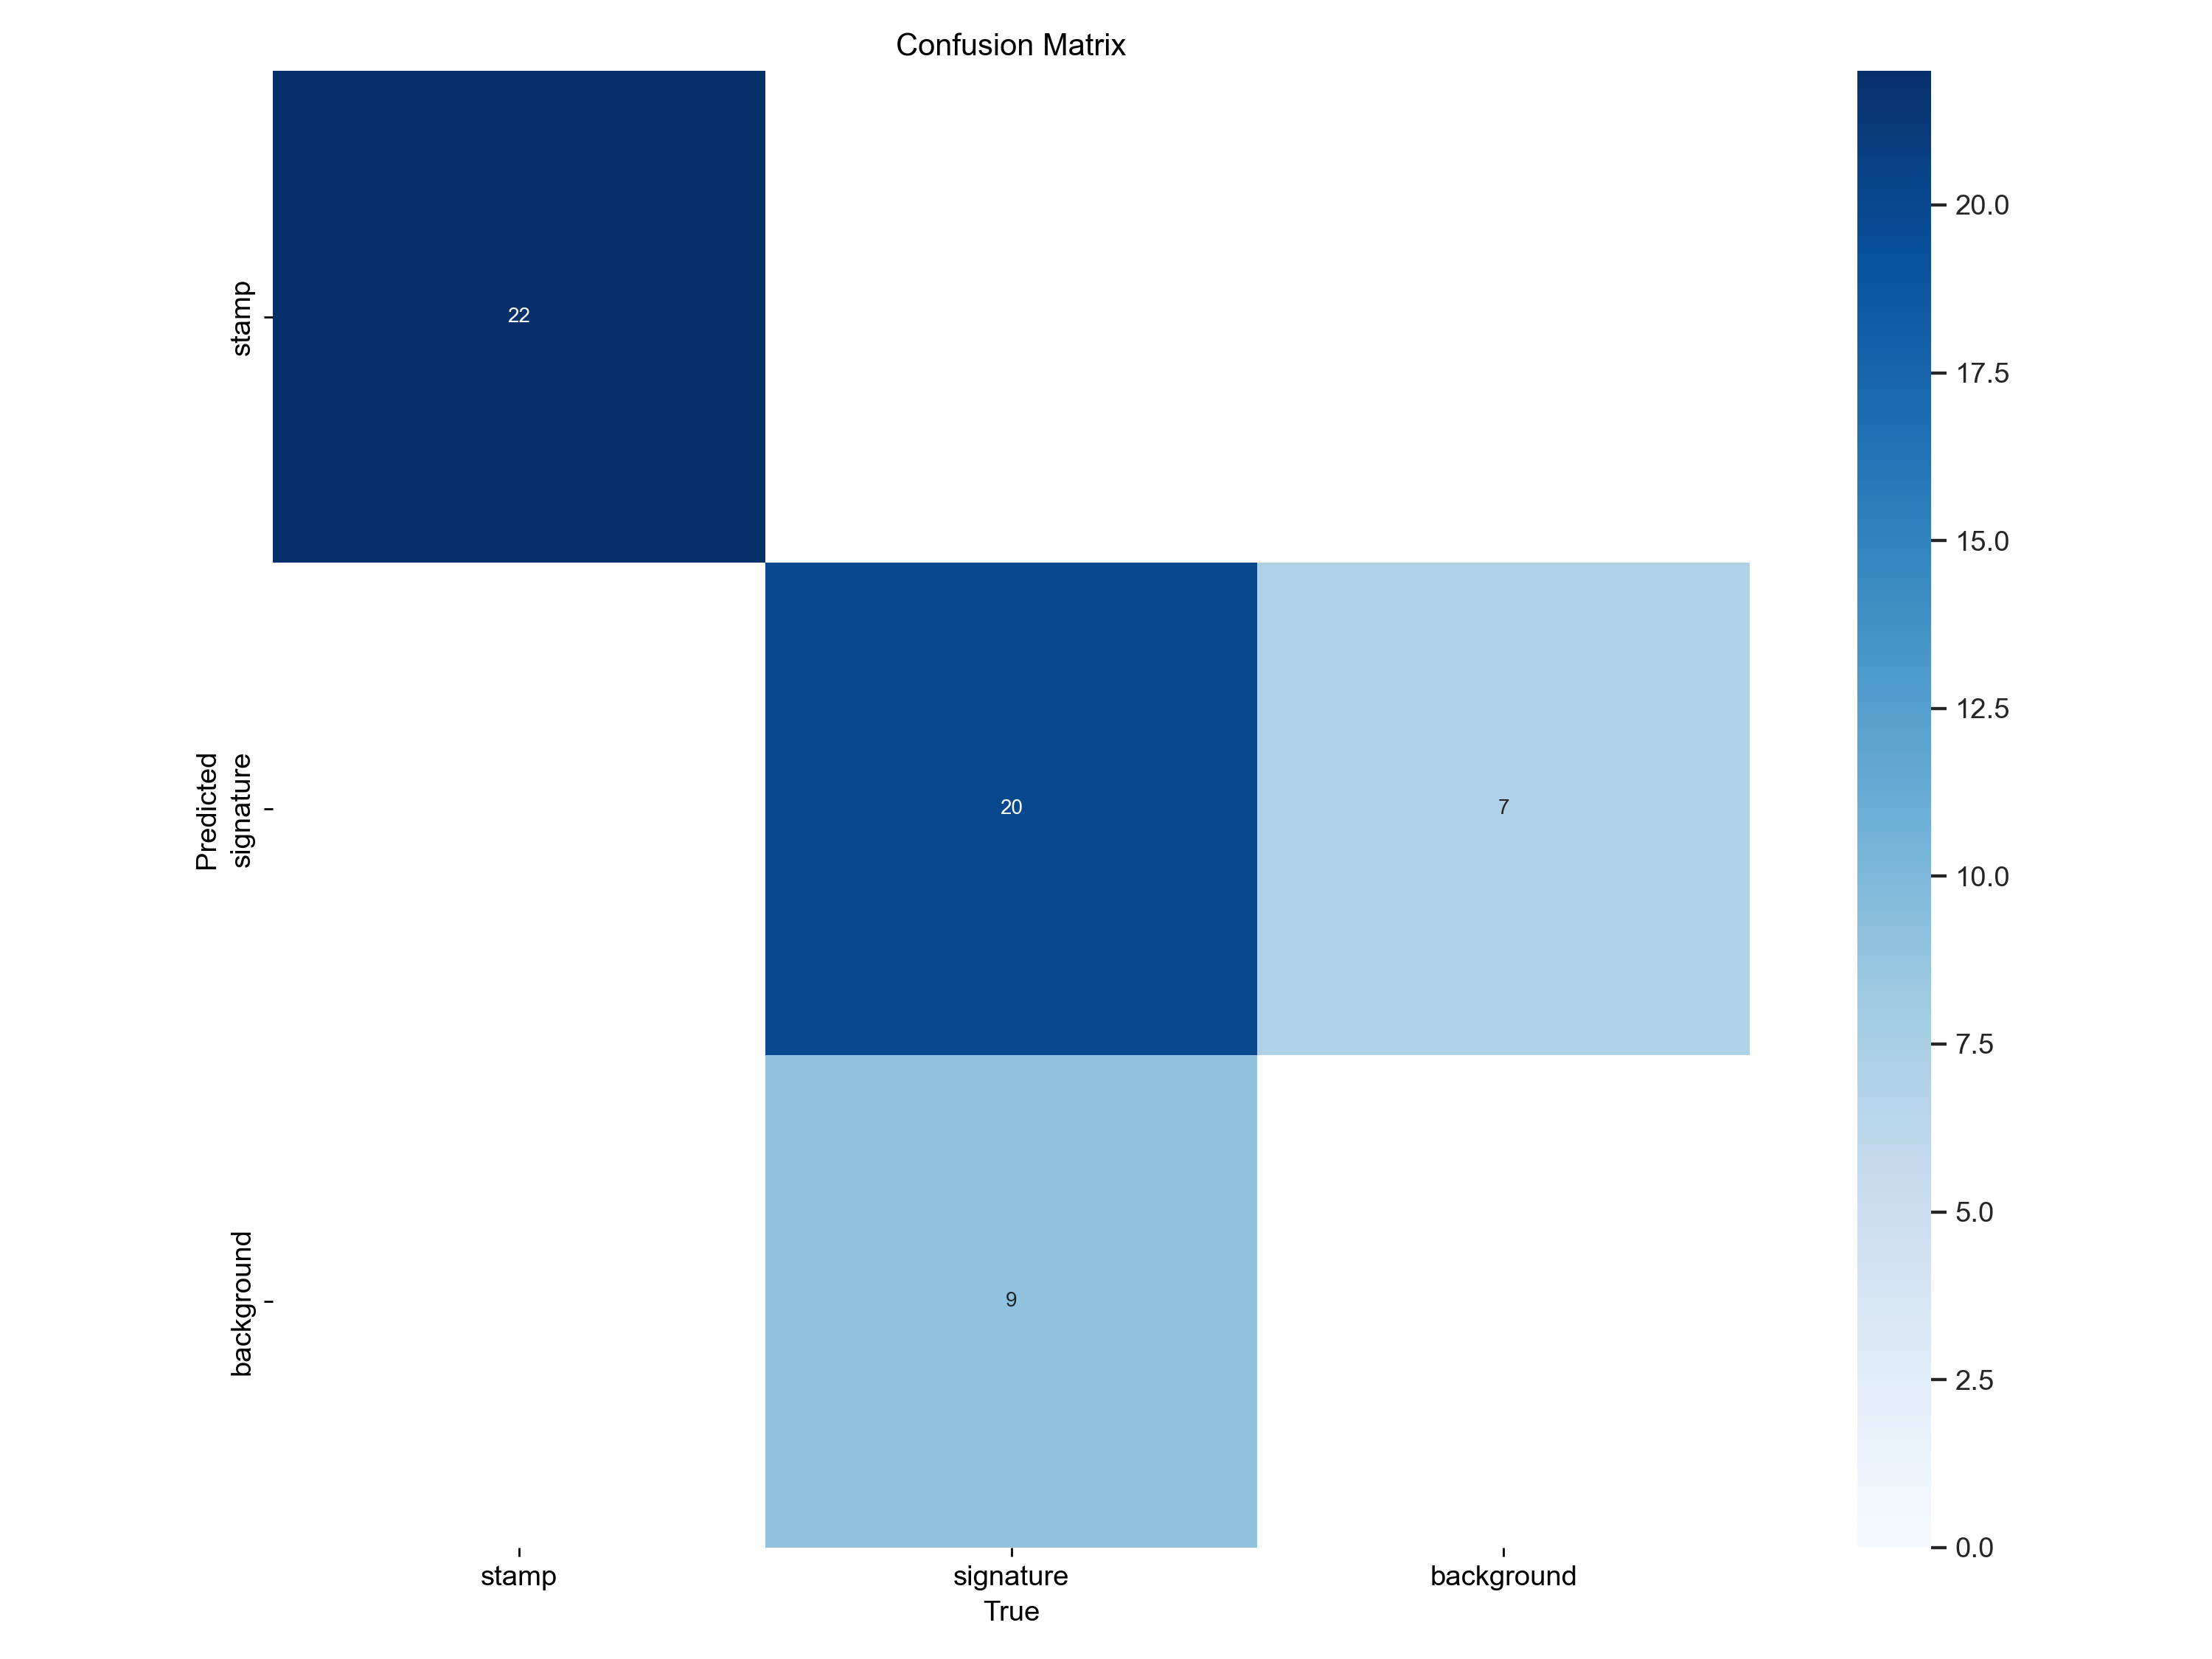 Confusion Matrix
stamp
22
Predicted
signature
20
7
background
9
stamp
signature
background
True
20.0
17.5
15.0
12.5
10.0
7.5
5.0
2.5
0.0